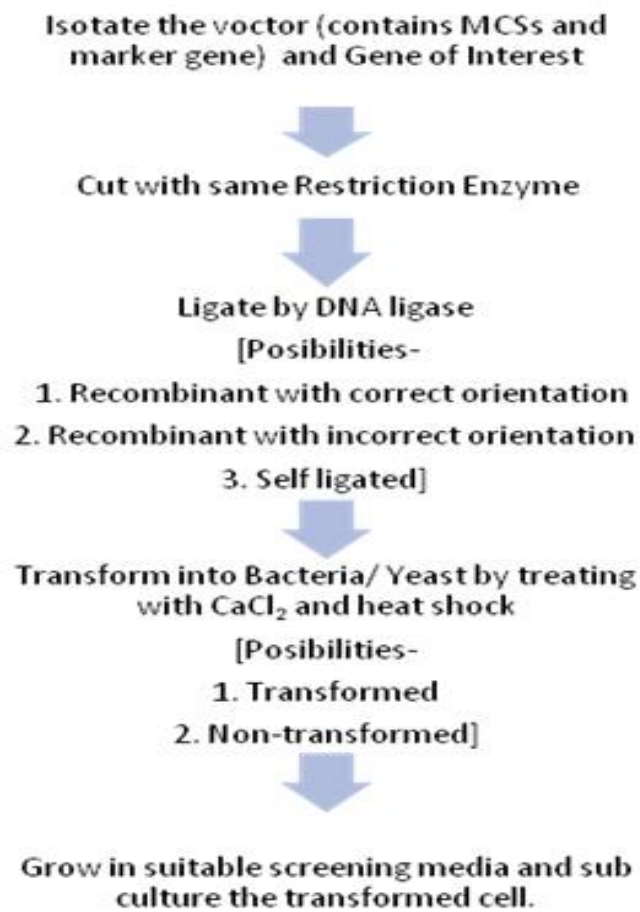 Isotate the voctor (contains MCSs and
marker gene) and Gene of Interest
Cut with same Restriction Enzyme
Ligate by DNA ligase
[Posibilities-
1. Recombinant with correct orientation
2. Recombinant with incorrect orientation
3. Self ligated]
Transform into Bacteria/ Yeast by treating
with CaCl₂ and heat shock
[Posibilities-
1. Transformed
2. Non-transformed]
Grow in suitable screening media and sub
culture the transformed cell.